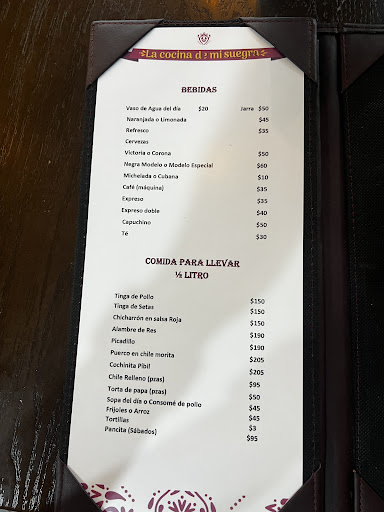 La cocina de mi suegra
BEBIDAS
Vaso de Agua del día $20 Jarra $50
Naranjada o Limonada $45
Refresco $35
Cervezas
Victoria o Corona $50
Negra Modelo o Modelo Especial $60
Michelada o Cubana $10
Café (máquina) $35
Expreso $35
Expreso doble $40
Capuchino $50
Té $30
COMIDA PARA LLEVAR
½ LITRO
Tinga de Pollo $150
Tinga de Setas $150
Chicharrón en salsa Roja $150
Alambre de Res $190
Picadillo $190
Puerco en chile morita $205
Cochinita Pibil $205
Chile Relleno (pzas) $95
Torta de papa (pzas) $50
Sopa del día o Consomé de pollo $45
Frijoles o Arroz $45
Tortillas $3
Pancita (Sábados) $95